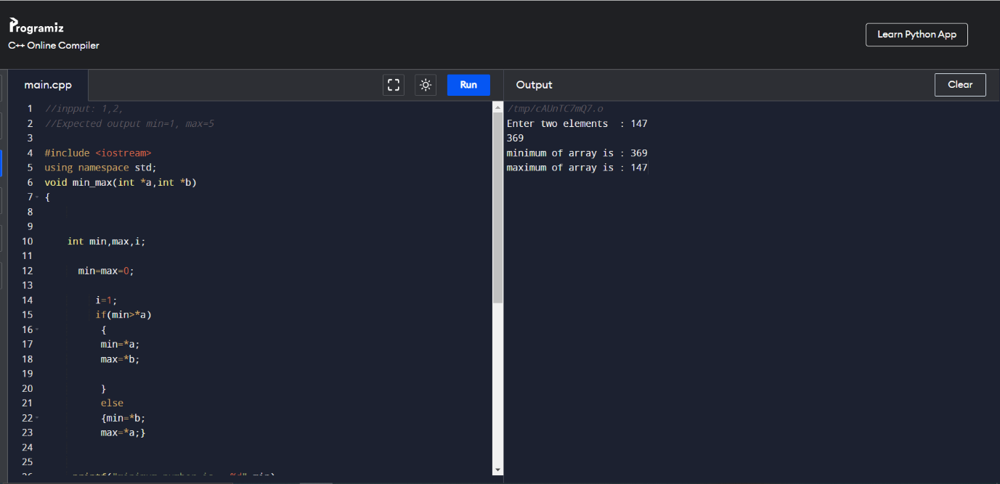 Programiz
C++ Online Compiler
Learn Python App
main.cpp
Run
Output
Clear
1 //inpput: 1,2,
2 //Expected output min=1, max=5
3
4 #include <iostream>
5 using namespace std;
6 void min_max(int *a,int *b)
7 {
8
9
10 int min,max,i;
11
12 min=max=0;
13
14 i=1;
15 if(min>*a)
16 {
17 min=*a;
18 max=*b;
19
20 }
21 else
22 {min=*b;
23 max=*a;}
24
25
/tmp/cAUnTC7mQ7.o
Enter two elements  : 147
369
minimum of array is : 369
maximum of array is : 147